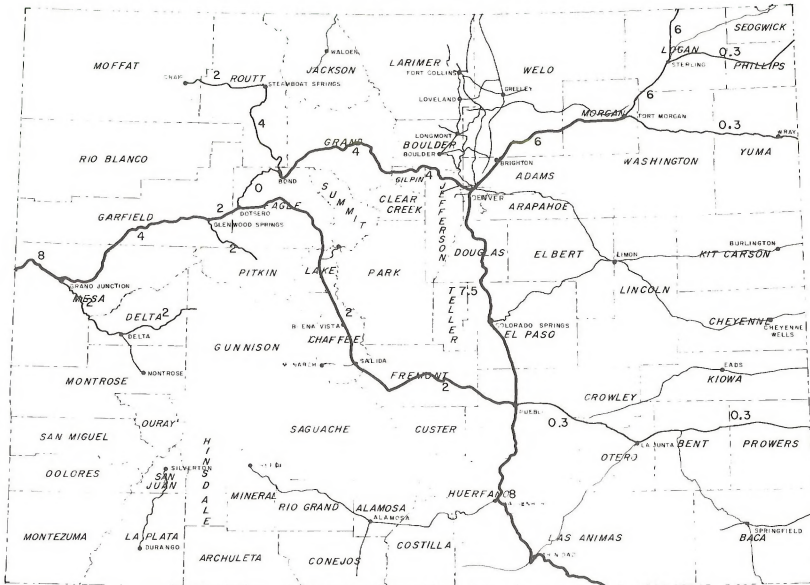 SEDGWICK
6
LOGAN
0.3
PHILLIPS
STERLING
MOFFAT
WALDEN
JACKSON
LARIMER
FORT COLLINS
WELD
CRAIG
2
ROUTT
STEAMBOAT SPRINGS
LOVELAND
GREELEY
6
MORGAN
FORT MORGAN
4
LONGMONT
BOULDER
BOULDER
GRAND
4
6
0.3
WRAY
YUMA
WASHINGTON
BRIGHTON
ADAMS
RIO BLANCO
GILPIN
4
BOND
0
SUMMIT
CLEAR
CREEK
JEFFERSON
DENVER
ARAPAHOE
GARFIELD
2
EAGLE
DOTSERO
GLENWOOD SPRINGS
4
2
8
PITKIN
LAKE
PARK
DOUGLAS
ELBERT
LIMON
BURLINGTON
KIT CARSON
LINCOLN
GRAND JUNCTION
MESA
2
DELTA
2
DELTA
TELLER
7.5
COLORADO SPRINGS
EL PASO
CHEYENNE
CHEYENNE
WELLS
2
BUENA VISTA
CHAFFEE
GUNNISON
SALIDA
MONTROSE
MONTROSE
FREMONT
2
EADS
KIOWA
CROWLEY
PUEBLO
0.3
0.3
OURAY
SAN MIGUEL
HINSDALE
SAGUACHE
CUSTER
LA JUNTA
BENT
PROWERS
OTERO
DOLORES
SILVERTON
SAN
JUAN
MINERAL
RIO GRAND
ALAMOSA
ALAMOSA
HUERFANO
8
MONTEZUMA
LA PLATA
DURANGO
ARCHULETA
CONEJOS
COSTILLA
LAS ANIMAS
SPRINGFIELD
BACA